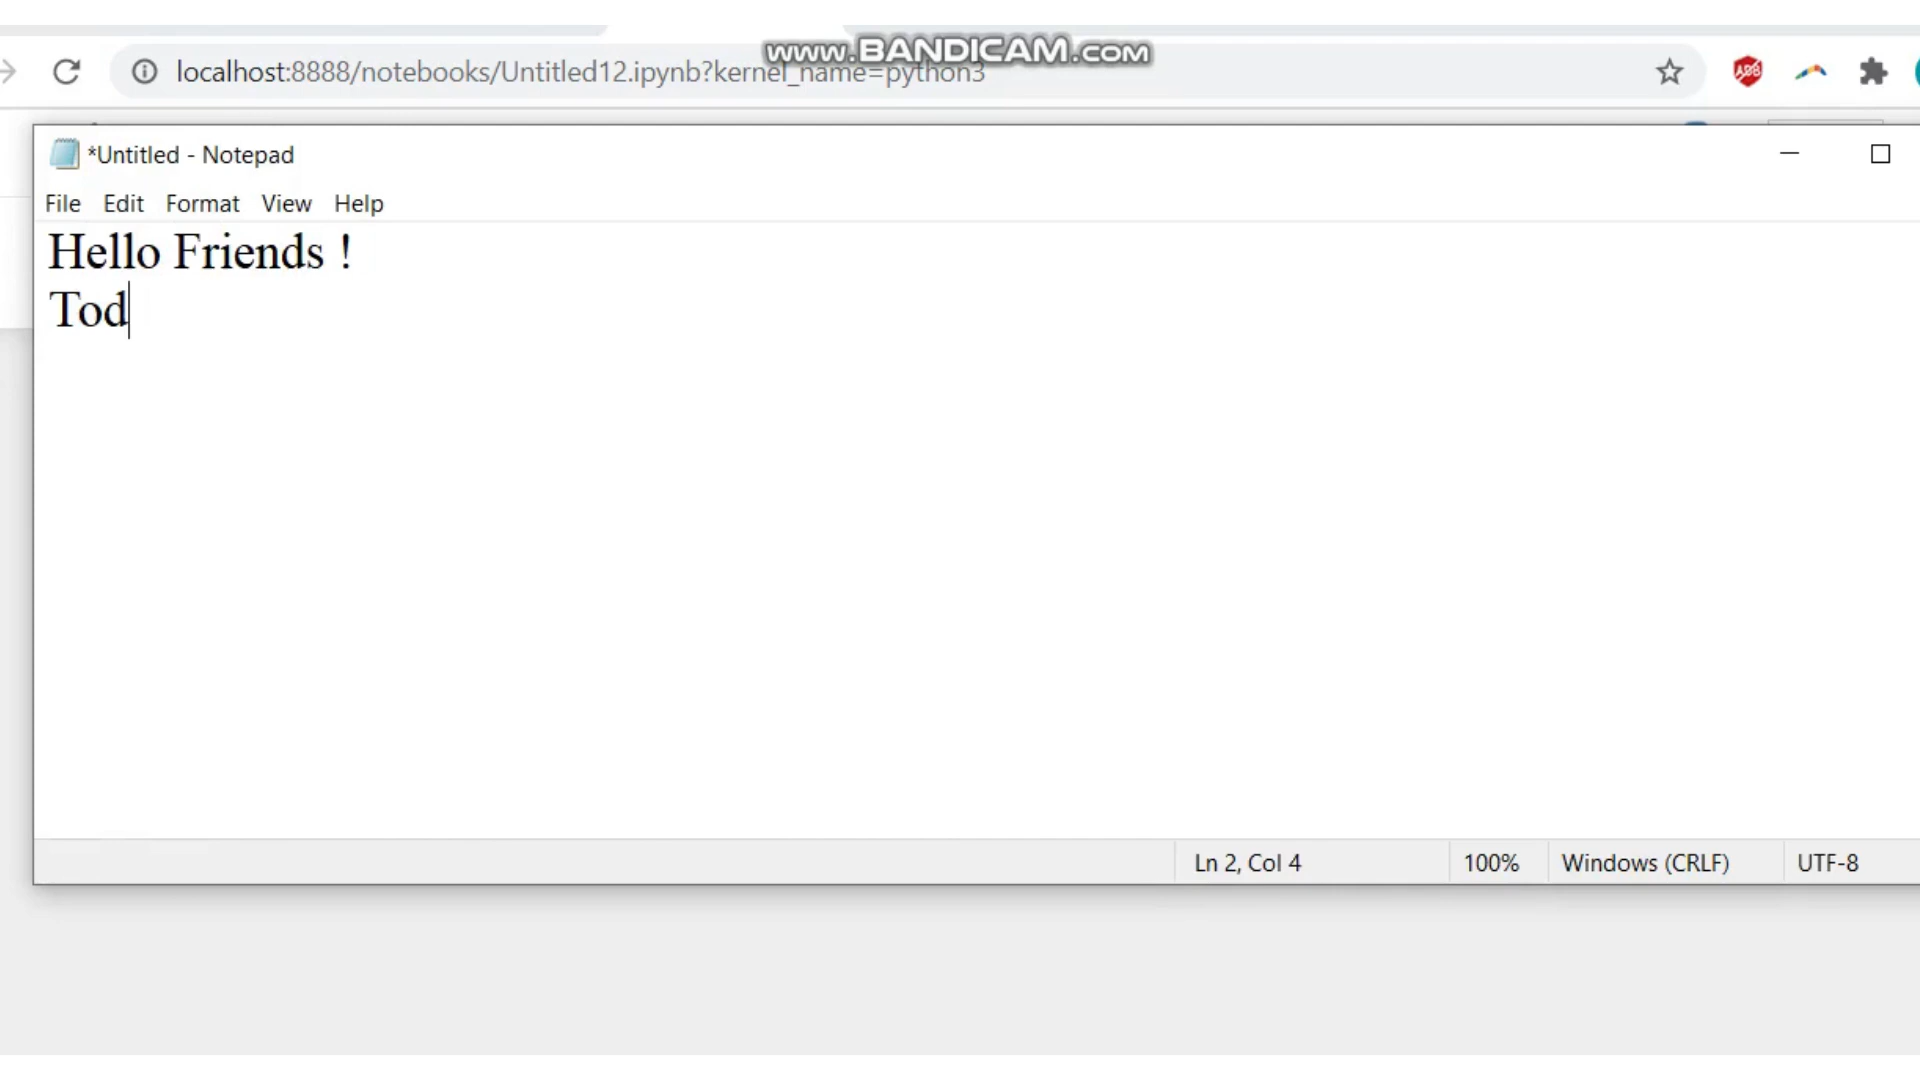 www.BANDICAM.com
localhost:8888/notebooks/Untitled12.ipynb?kernel_name=python3
*Untitled - Notepad
File Edit Format View Help
Hello Friends !
Tod
Ln 2, Col 4 100% Windows (CRLF) UTF-8